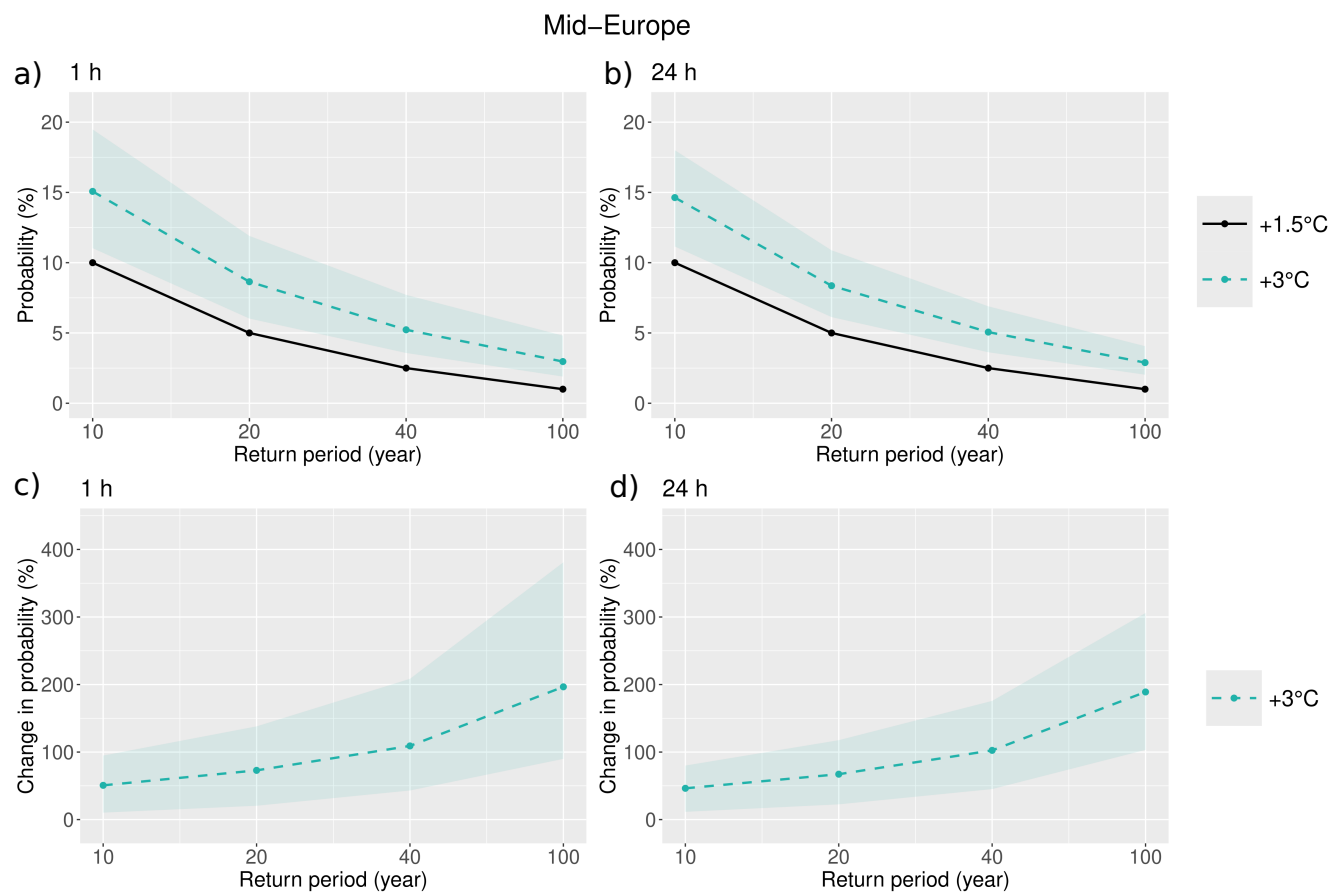 Mid−Europe
a) 1 h
Probability (%)
20
15
10
5
0
10 20 40 100
Return period (year)
b) 24 h
Probability (%)
20
15
10
5
0
10 20 40 100
Return period (year)
+1.5°C
+3°C
c) 1 h
Change in probability (%)
400
300
200
100
0
10 20 40 100
Return period (year)
d) 24 h
Change in probability (%)
400
300
200
100
0
10 20 40 100
Return period (year)
+3°C